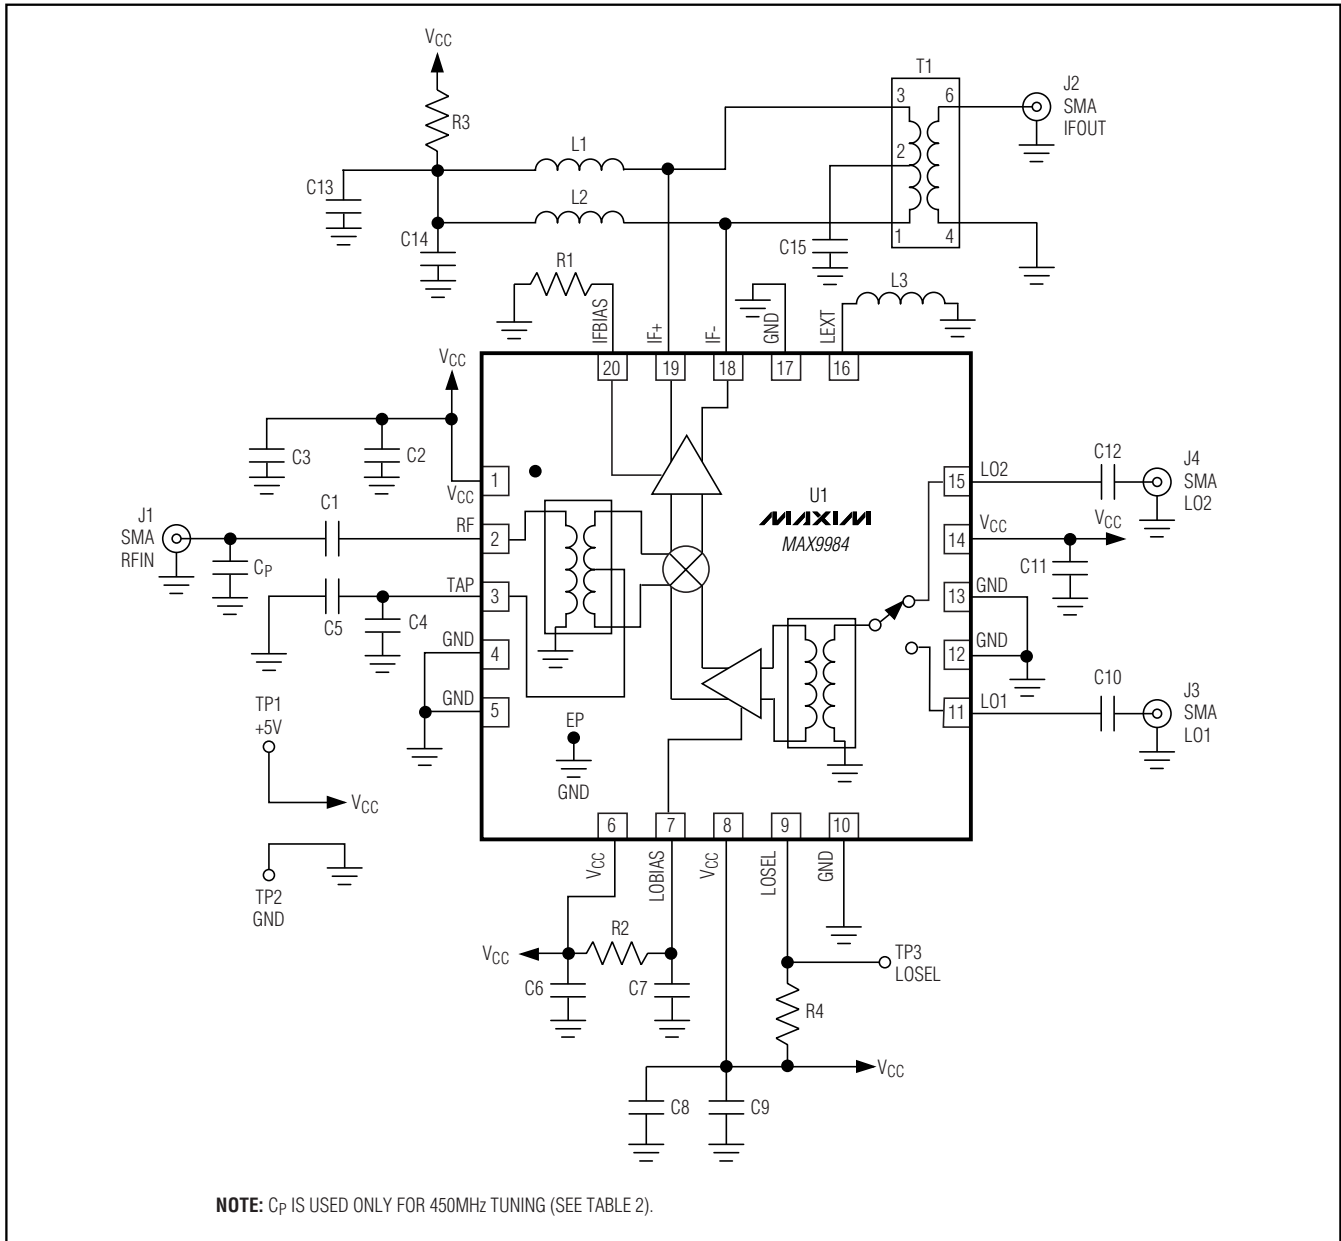 VCC
R3
T1
3
6
J2
SMA
IFOUT
L1
2
C13
L2
1
4
C14
C15
R1
L3
IFBIAS
IF+
IF-
GND
LEXT
VCC
20
19
18
17
16
C3
C2
1
VCC
C1
J1
SMA
RFIN
RF
2
CP
TAP
3
C5
C4
GND
4
GND
5
U1
MAXIM
MAX9984
15
LO2
C12
J4
SMA
LO2
14
VCC
VCC
C11
13
GND
12
GND
11
LO1
C10
J3
SMA
LO1
TP1
+5V
VCC
TP2
GND
EP
GND
6
7
8
9
10
VCC
LOBIAS
VCC
LOSEL
GND
VCC
R2
C6
C7
TP3
LOSEL
R4
VCC
C8
C9
NOTE: CP IS USED ONLY FOR 450MHz TUNING (SEE TABLE 2).